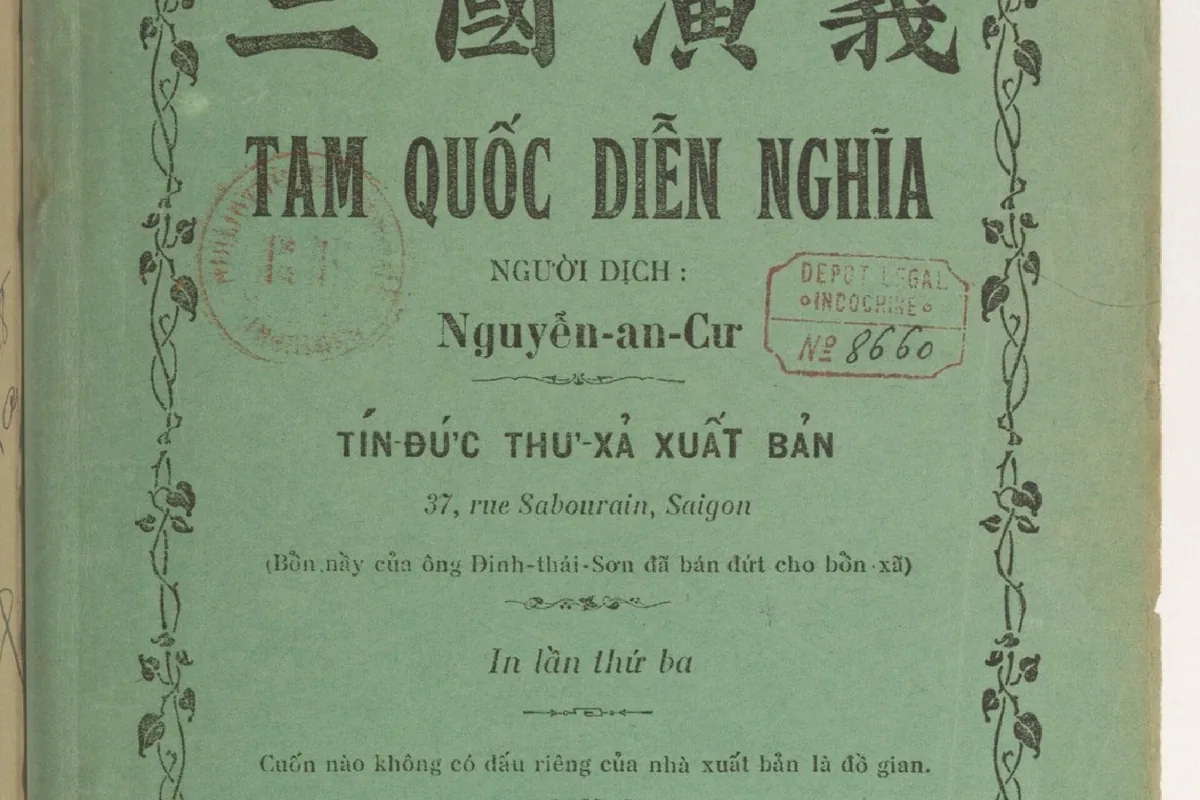 三國演義
TAM QUỐC DIỄN NGHĨA
NGƯỜI DỊCH :
Nguyễn-an-Cư
DEPOT LEGAL
INDOCHINE
Nº 8660
TÍN-ĐỨC THƯ-XẢ XUẤT BẢN
37, rue Sabourain, Saigon
(Bồn nầy của ông Đinh-thái-Sơn đã bán đứt cho bồn-xã)
In lần thứ ba
Cuốn nào không có dấu riêng của nhà xuất bản là đồ gian.